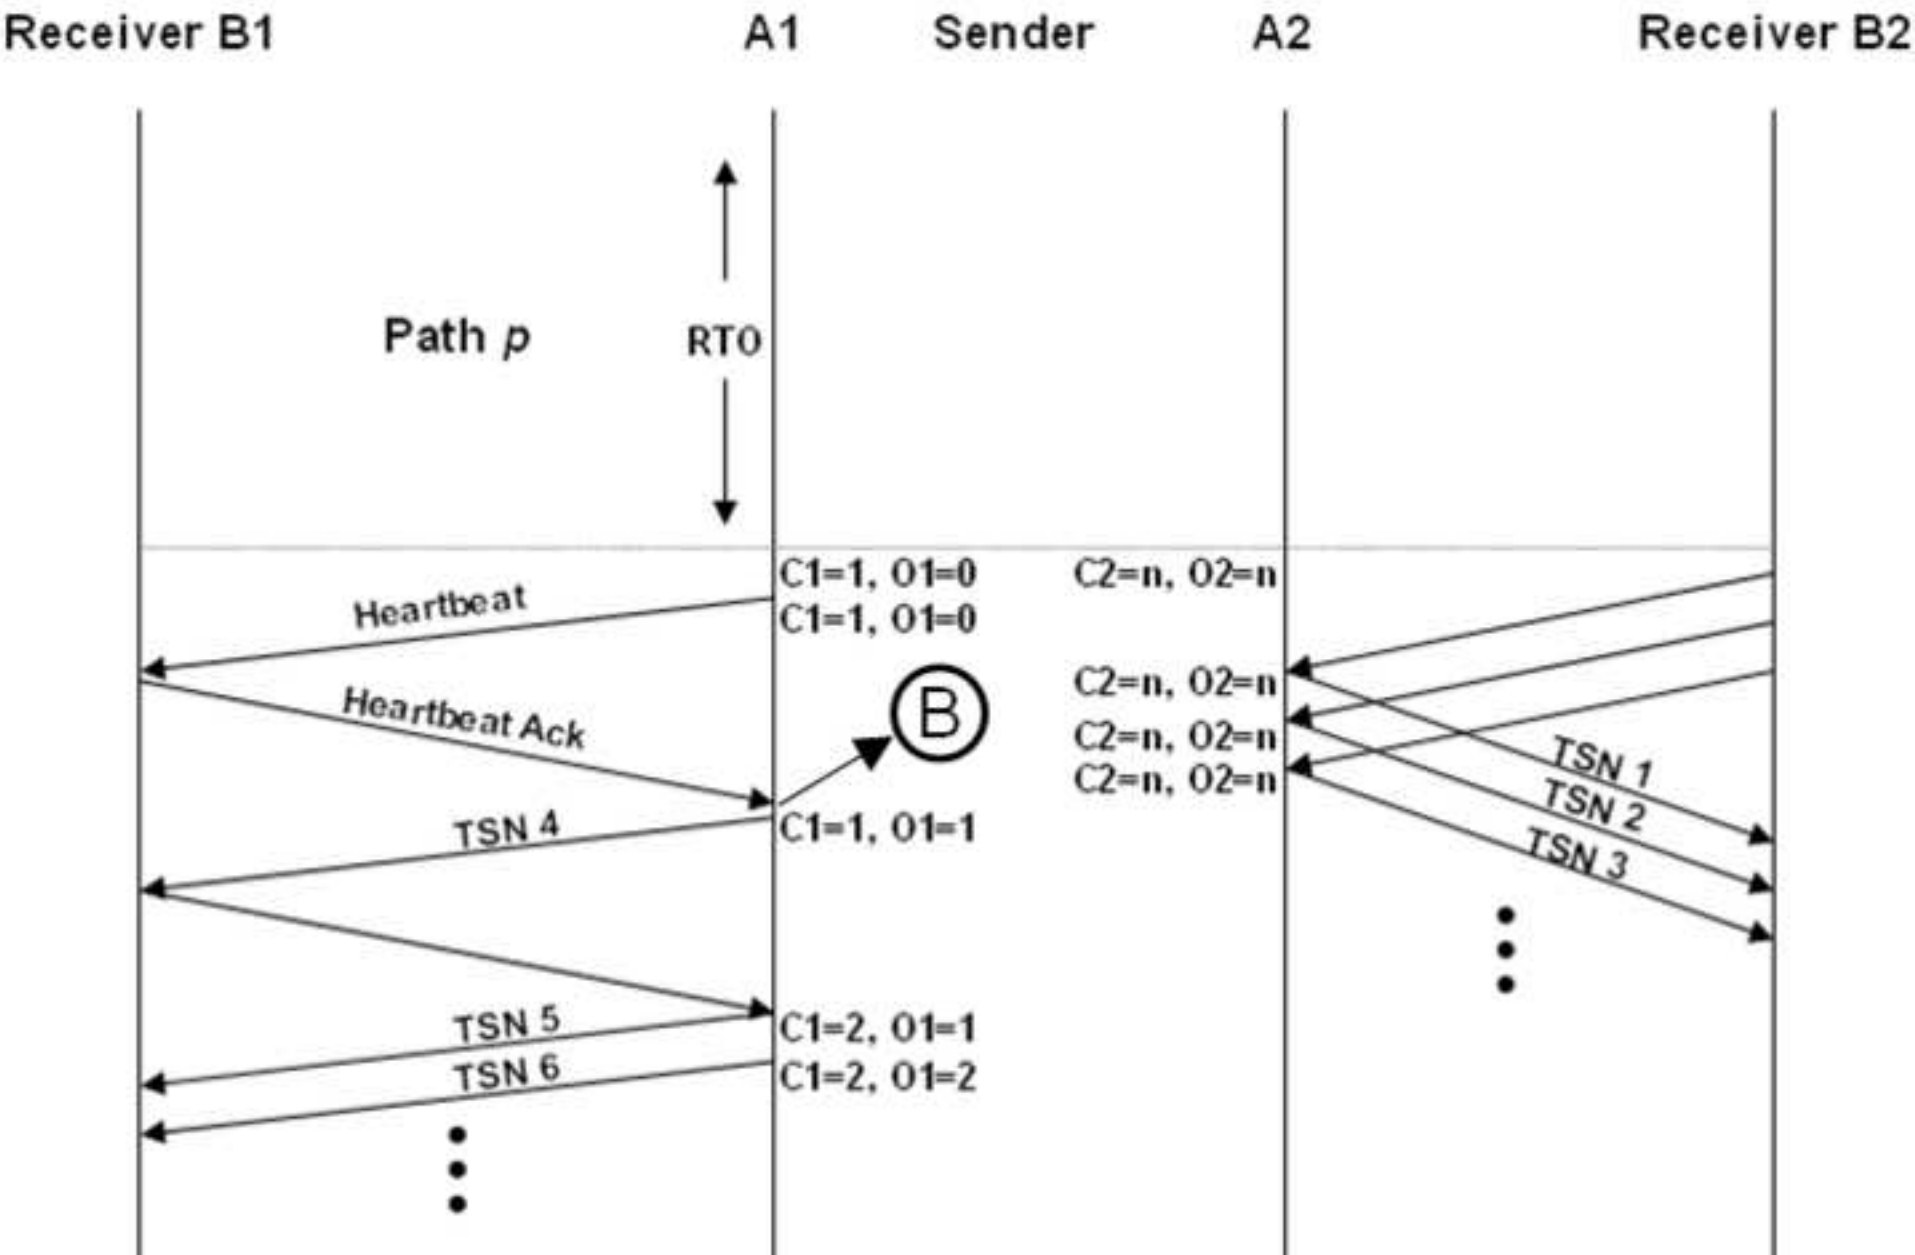 Receiver B1 A1 Sender A2 Receiver B2
Path p RTO
C1=1, O1=0 C2=n, O2=n
Heartbeat
C1=1, O1=0
C2=n, O2=n
Heartbeat Ack
B
C2=n, O2=n
TSN 1
C2=n, O2=n
TSN 2
TSN 4
C1=1, O1=1
TSN 3
TSN 5
C1=2, O1=1
TSN 6
C1=2, O1=2